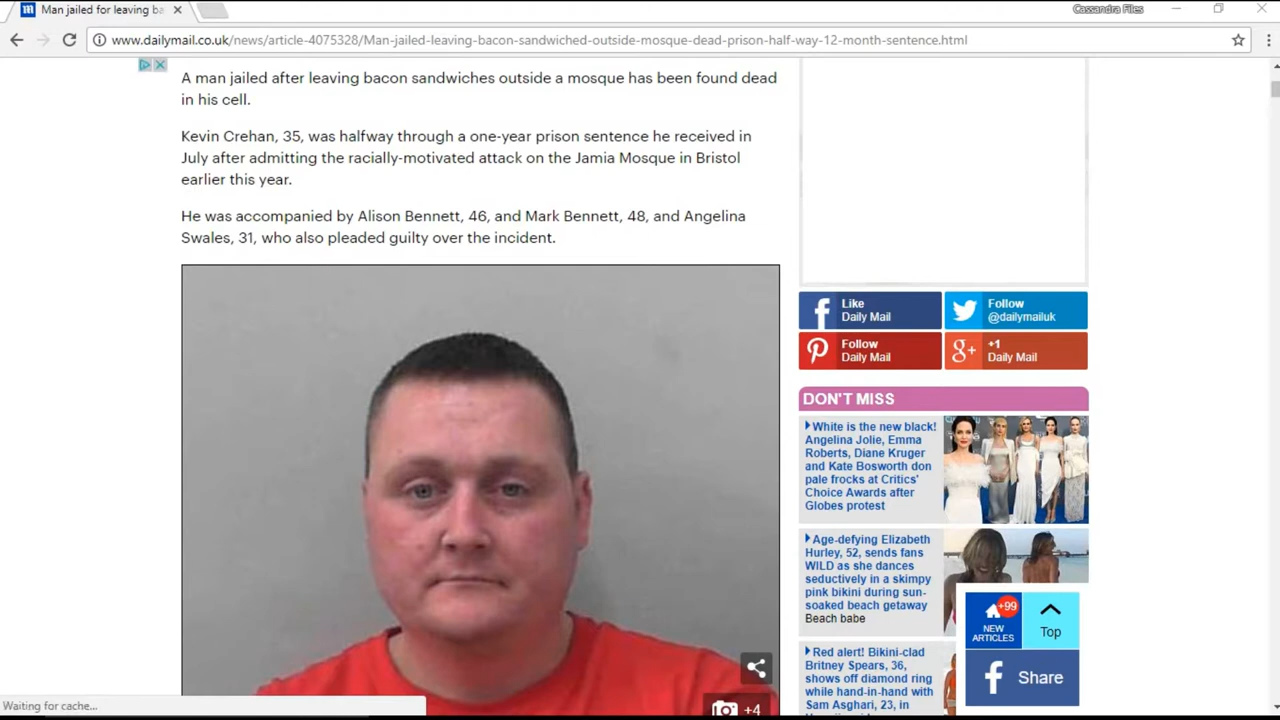 Man jailed for leaving ba
Cassandra Files
www.dailymail.co.uk/news/article-4075328/Man-jailed-leaving-bacon-sandwiched-outside-mosque-dead-prison-half-way-12-month-sentence.html
A man jailed after leaving bacon sandwiches outside a mosque has been found dead
in his cell.
Kevin Crehan, 35, was halfway through a one-year prison sentence he received in
July after admitting the racially-motivated attack on the Jamia Mosque in Bristol
earlier this year.
He was accompanied by Alison Bennett, 46, and Mark Bennett, 48, and Angelina
Swales, 31, who also pleaded guilty over the incident.
+4
Like
Daily Mail
Follow
@dailymailuk
Follow
Daily Mail
+1
Daily Mail
DON'T MISS
White is the new black!
Angelina Jolie, Emma
Roberts, Diane Kruger
and Kate Bosworth don
pale frocks at Critics'
Choice Awards after
Globes protest
Age-defying Elizabeth
Hurley, 52, sends fans
WILD as she dances
seductively in a skimpy
pink bikini during sun-
soaked beach getaway
Beach babe
Red alert! Bikini-clad
Britney Spears, 36,
shows off diamond ring
while hand-in-hand with
Sam Asghari, 23, in
+99
NEW
ARTICLES
Top
Share
Waiting for cache...